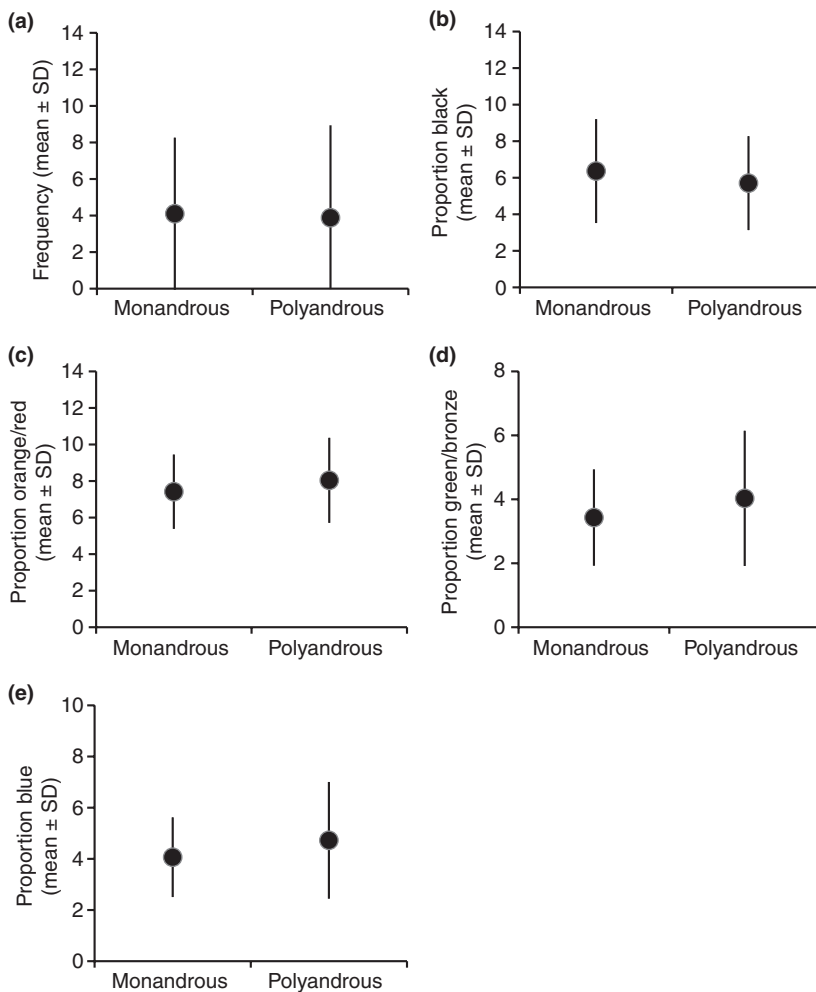 (a)
Frequency (mean ± SD)
14
12
10
8
6
4
2
0
Monandrous Polyandrous
(b)
Proportion black
(mean ± SD)
14
12
10
8
6
4
2
0
Monandrous Polyandrous
(c)
Proportion orange/red
(mean ± SD)
14
12
10
8
6
4
2
0
Monandrous Polyandrous
(d)
Proportion green/bronze
(mean ± SD)
8
6
4
2
0
Monandrous Polyandrous
(e)
Proportion blue
(mean ± SD)
10
8
6
4
2
0
Monandrous Polyandrous